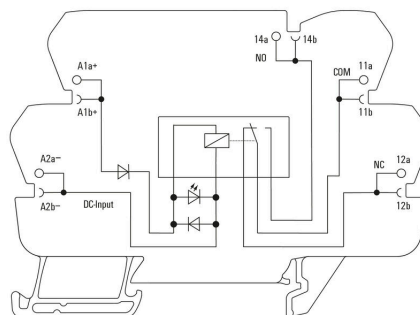 14a
14b
NO
A1a+
A1b+
COM
11a
11b
A2a–
A2b–
DC-Input
NC
12a
12b